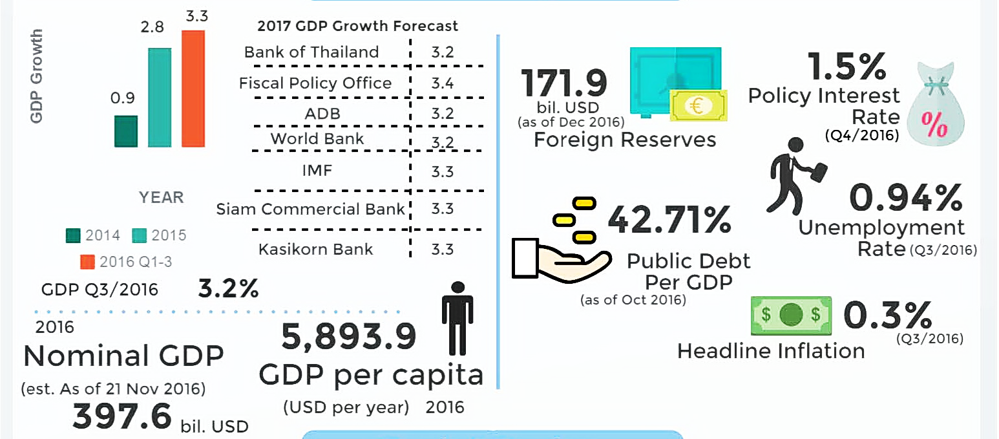 GDP Growth
3.3
2.8
0.9
YEAR
2014 2015
2016 Q1-3
GDP Q3/2016 3.2%
2017 GDP Growth Forecast
Bank of Thailand 3.2
Fiscal Policy Office 3.4
ADB 3.2
World Bank 3.2
IMF 3.3
Siam Commercial Bank 3.3
Kasikorn Bank 3.3
2016
Nominal GDP
(est. As of 21 Nov 2016)
397.6 bil. USD
5,893.9
GDP per capita
(USD per year) 2016
171.9
bil. USD
(as of Dec 2016)
Foreign Reserves
€
1.5%
Policy Interest
Rate
(Q4/2016)
%
0.94%
Unemployment
Rate (Q3/2016)
42.71%
Public Debt
Per GDP
(as of Oct 2016)
$ $
0.3%
(Q3/2016)
Headline Inflation